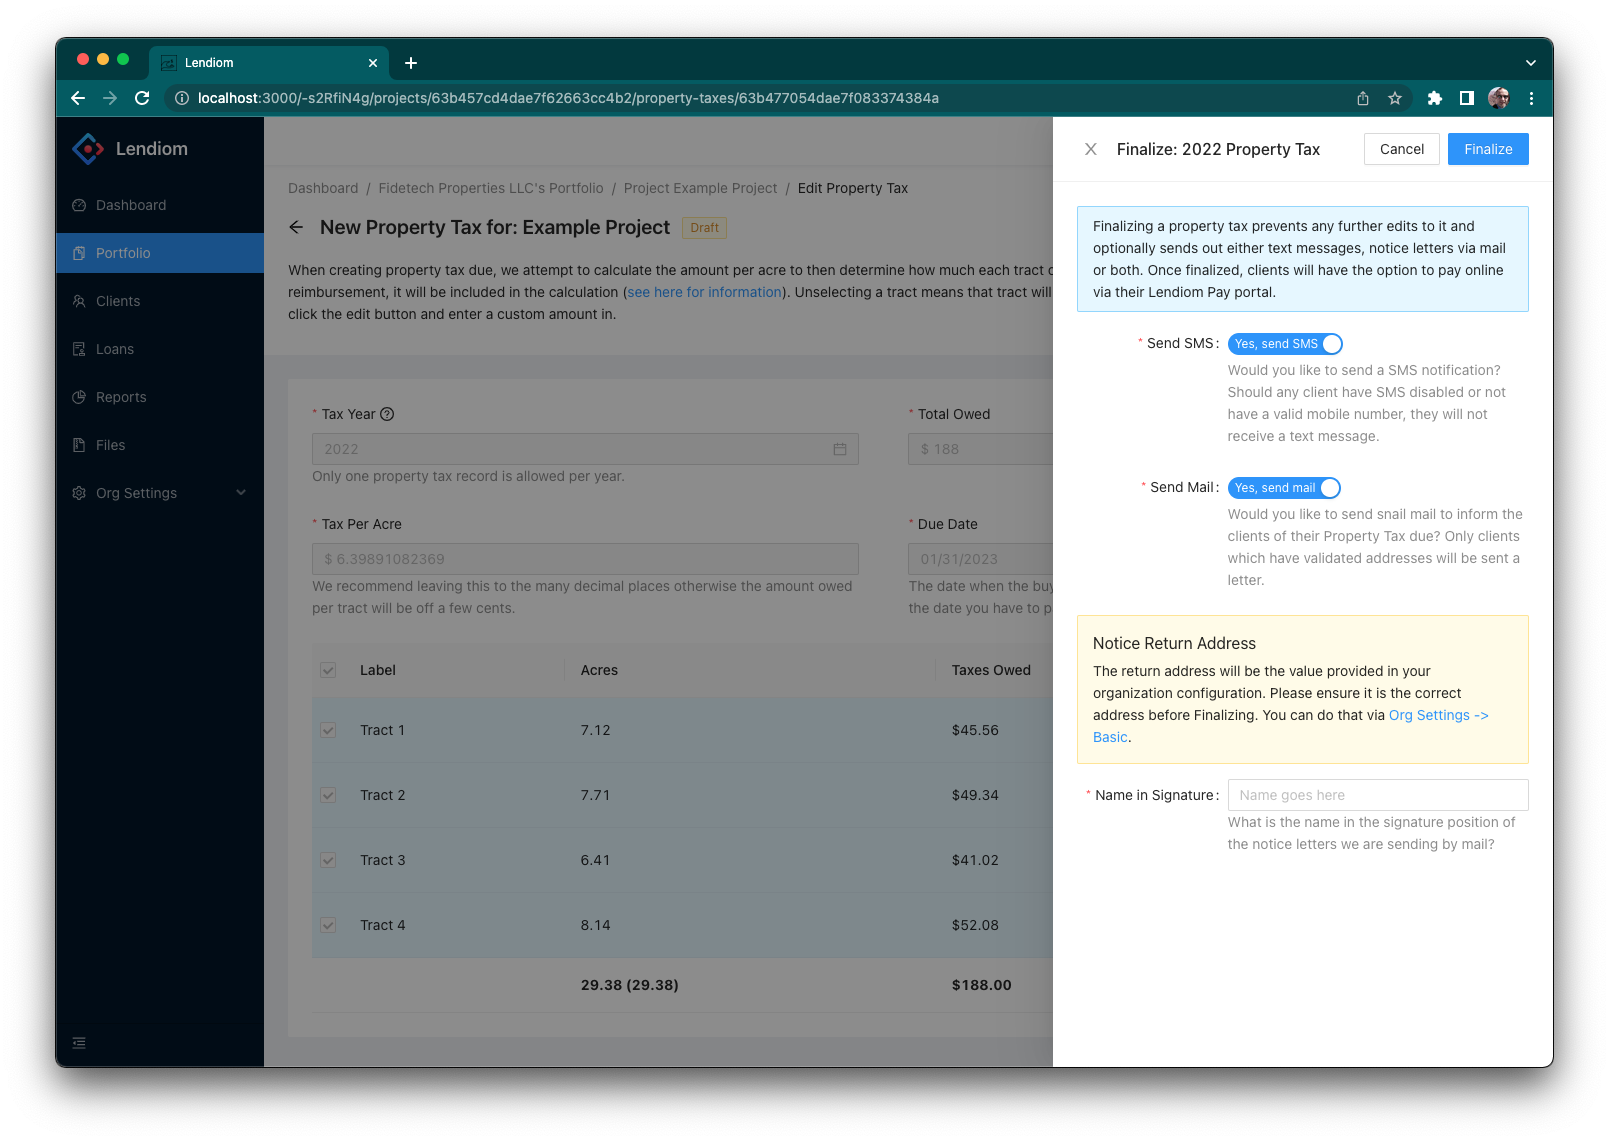 Lendiom
localhost:3000/-s2RfiN4g/projects/63b457cd4dae7f62663cc4b2/property-taxes/63b477054dae7f083374384a
Lendiom
Dashboard
Portfolio
Clients
Loans
Reports
Files
Org Settings
Dashboard / Fidetech Properties LLC's Portfolio / Project Example Project / Edit Property Tax
New Property Tax for: Example Project Draft
When creating property tax due, we attempt to calculate the amount per acre to then determine how much each tract
reimbursement, it will be included in the calculation (see here for information). Unselecting a tract means that tract will
click the edit button and enter a custom amount in.
* Tax Year
2022
Only one property tax record is allowed per year.
* Total Owed
$ 188
* Tax Per Acre
$ 6.39891082369
We recommend leaving this to the many decimal places otherwise the amount owed
per tract will be off a few cents.
* Due Date
01/31/2023
The date when the buy
the date you have to p
Label Acres Taxes Owed
Tract 1 7.12 $45.56
Tract 2 7.71 $49.34
Tract 3 6.41 $41.02
Tract 4 8.14 $52.08
29.38 (29.38) $188.00
Finalize: 2022 Property Tax
Cancel
Finalize
Finalizing a property tax prevents any further edits to it and
optionally sends out either text messages, notice letters via mail
or both. Once finalized, clients will have the option to pay online
via their Lendiom Pay portal.
* Send SMS: Yes, send SMS
Would you like to send a SMS notification?
Should any client have SMS disabled or not
have a valid mobile number, they will not
receive a text message.
* Send Mail: Yes, send mail
Would you like to send snail mail to inform the
clients of their Property Tax due? Only clients
which have validated addresses will be sent a
letter.
Notice Return Address
The return address will be the value provided in your
organization configuration. Please ensure it is the correct
address before Finalizing. You can do that via Org Settings ->
Basic.
* Name in Signature: Name goes here
What is the name in the signature position of
the notice letters we are sending by mail?